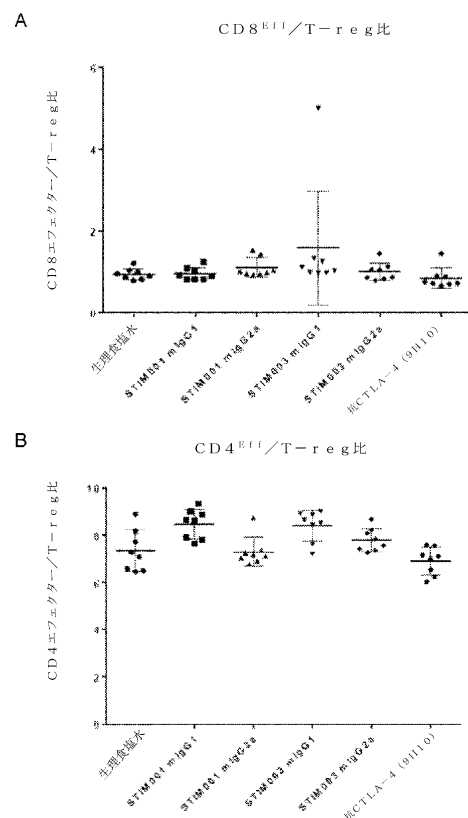 A
CD8Eff／T－reg比
CD8エフェクター／T－reg比
6
4
2
0
生理食塩水
STIM001 mIgG1
STIM001 mIgG2a
STIM003 mIgG1
STIM003 mIgG2a
抗CTLA－4 (9H10)
B
CD4Eff／T－reg比
CD4エフェクター／T－reg比
10
8
6
4
2
0
生理食塩水
STIM001 mIgG1
STIM001 mIgG2a
STIM003 mIgG1
STIM003 mIgG2a
抗CTLA－4 (9H10)